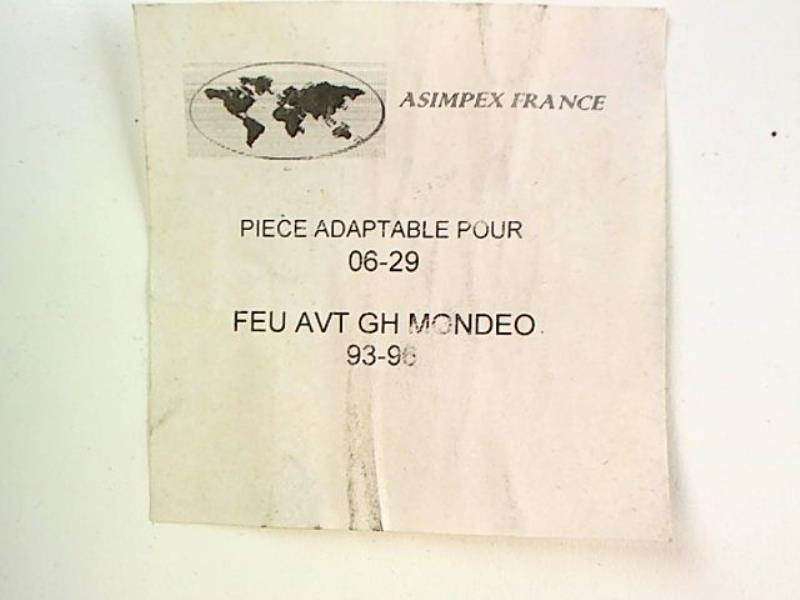 ASIMPEX FRANCE
PIECE ADAPTABLE POUR
06-29
FEU AVT GH MONDEO
93-96